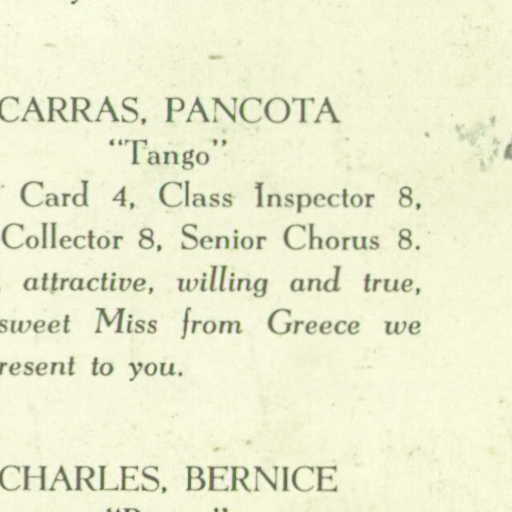 CARRAS, PANCOTA
“Tango”
Card 4, Class Inspector 8,
Collector 8, Senior Chorus 8.
attractive, willing and true,
sweet Miss from Greece we
resent to you.
CHARLES, BERNICE